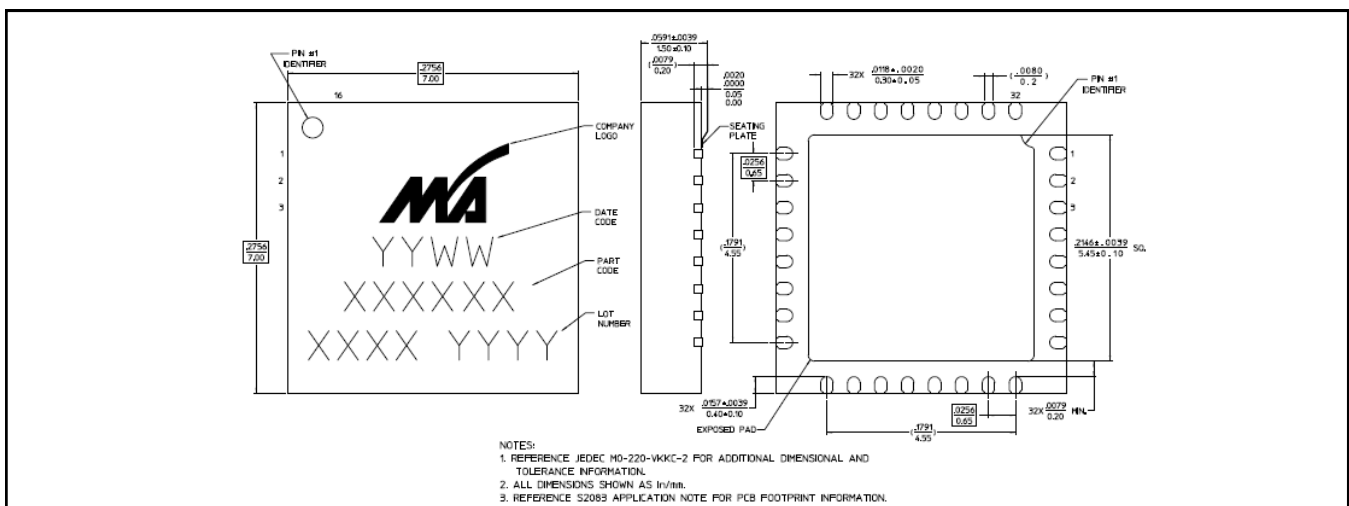 PIN #1
IDENTIFIER
.2756
7.00
16
1
2
3
.2756
7.00
COMPANY
LOGO
MA
DATE
CODE
YYWW
PART
CODE
XXXXXX
LOT
NUMBER
XXXX YYYY
.0591±.0039
1.50±0.10
(.0079
0.20)
.0020
.0000
0.05
0.00
SEATING
PLATE
32X .0118±.0020
0.30±0.05
(.0080
0.2)
32
PIN #1
IDENTIFIER
.0256
0.65
(.1791
4.55)
1
2
3
.2146±.0039 SQ.
5.45±0.10
32X .0157±.0039
0.40±0.10
EXPOSED PAD
.0256
0.65
32X .0079 MIN.
0.20
(.1791
4.55)
NOTES:
1. REFERENCE JEDEC MO-220-VKKC-2 FOR ADDITIONAL DIMENSIONAL AND
TOLERANCE INFORMATION.
2. ALL DIMENSIONS SHOWN AS in/mm.
3. REFERENCE S2083 APPLICATION NOTE FOR PCB FOOTPRINT INFORMATION.